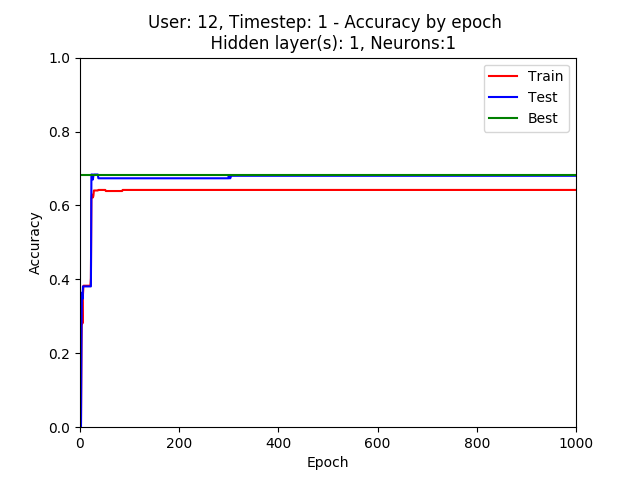 User: 12, Timestep: 1 - Accuracy by epoch
Hidden layer(s): 1, Neurons:1
1.0
0.8
0.6
0.4
0.2
0.0
Accuracy
Train
Test
Best
0
200
400
600
800
1000
Epoch